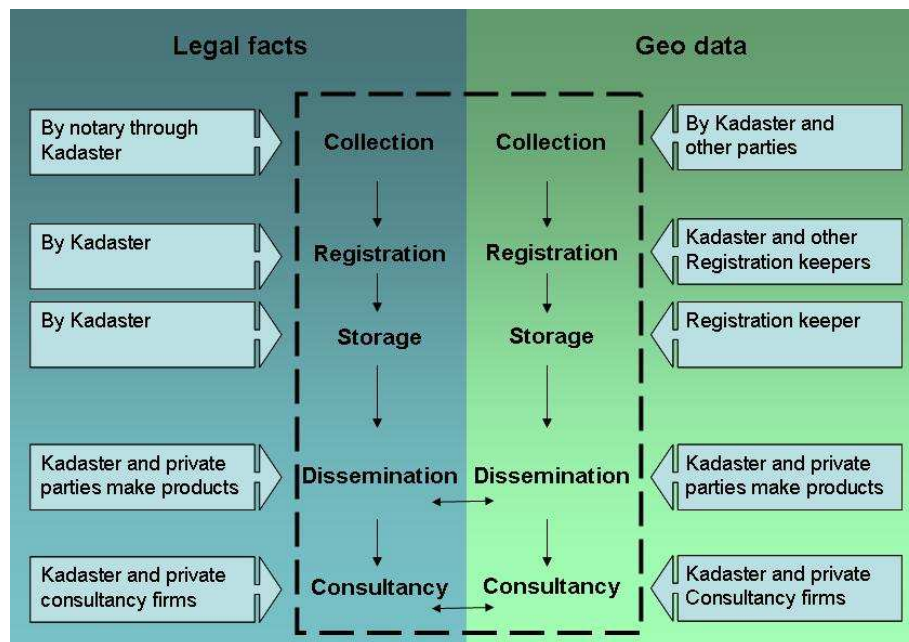 Legal facts
Geo data
By notary through
Kadaster
Collection
Collection
By Kadaster and
other parties
By Kadaster
Registration
Registration
Kadaster and other
Registration keepers
By Kadaster
Storage
Storage
Registration keeper
Kadaster and private
parties make products
Dissemination
Dissemination
Kadaster and private
parties make products
Kadaster and private
consultancy firms
Consultancy
Consultancy
Kadaster and private
Consultancy firms